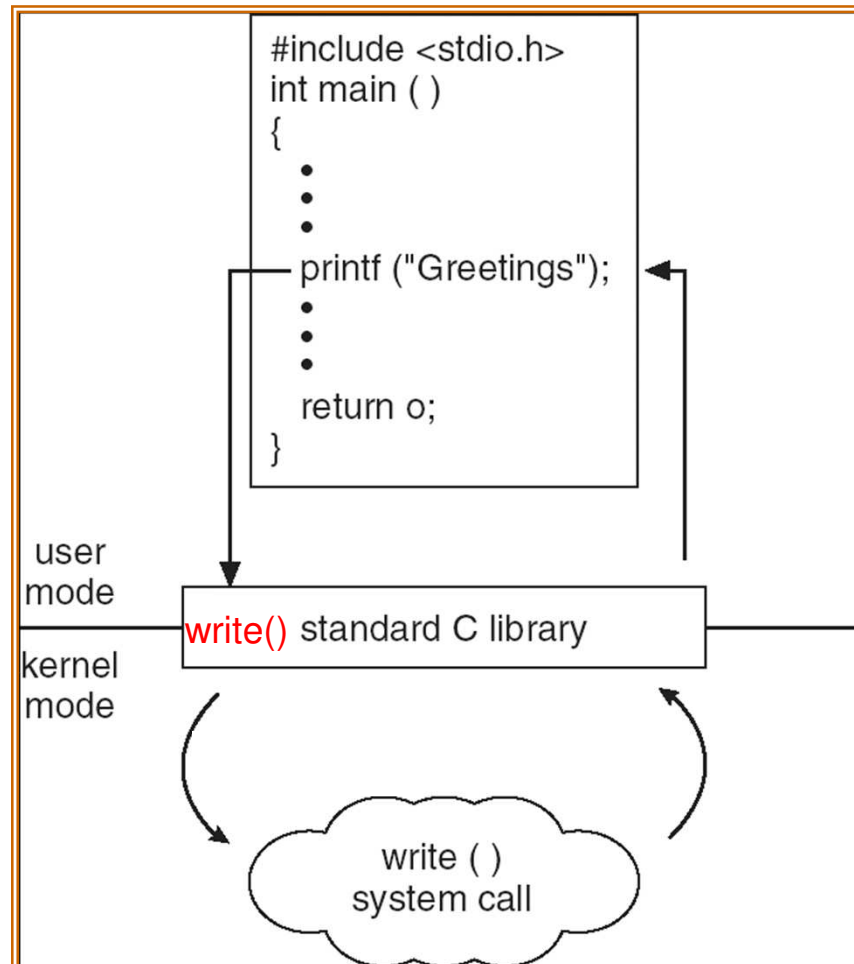 #include <stdio.h>
int main ( )
{
•
•
•
printf ("Greetings");
•
•
•
return o;
}
user
mode
write() standard C library
kernel
mode
write ( )
system call